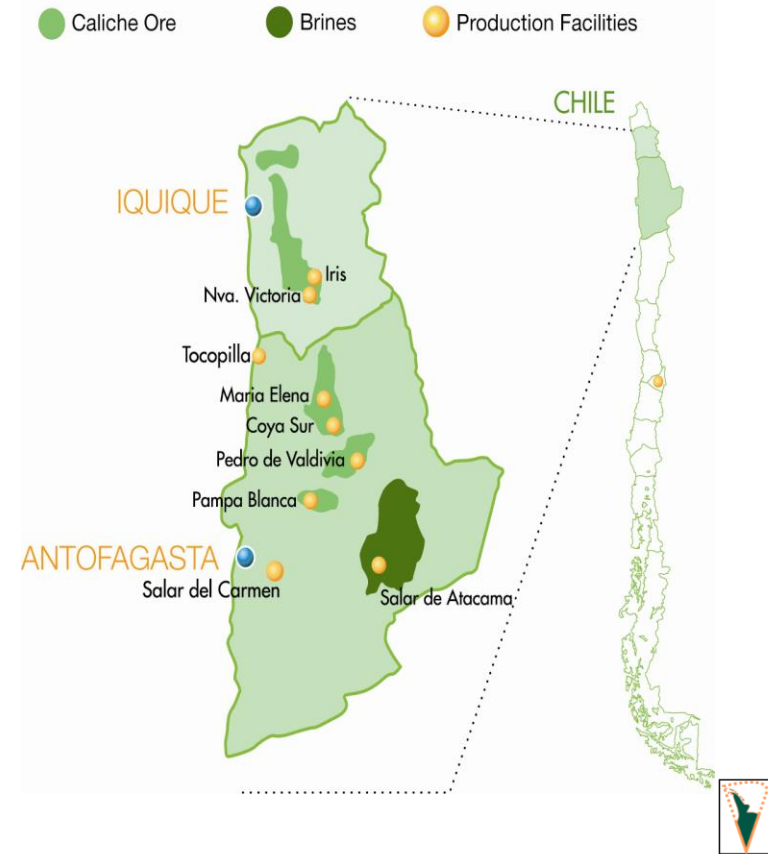 Caliche Ore
Brines
Production Facilities
CHILE
IQUIQUE
Iris
Nva. Victoria
Tocopilla
Maria Elena
Coya Sur
Pedro de Valdivia
Pampa Blanca
ANTOFAGASTA
Salar del Carmen
Salar de Atacama